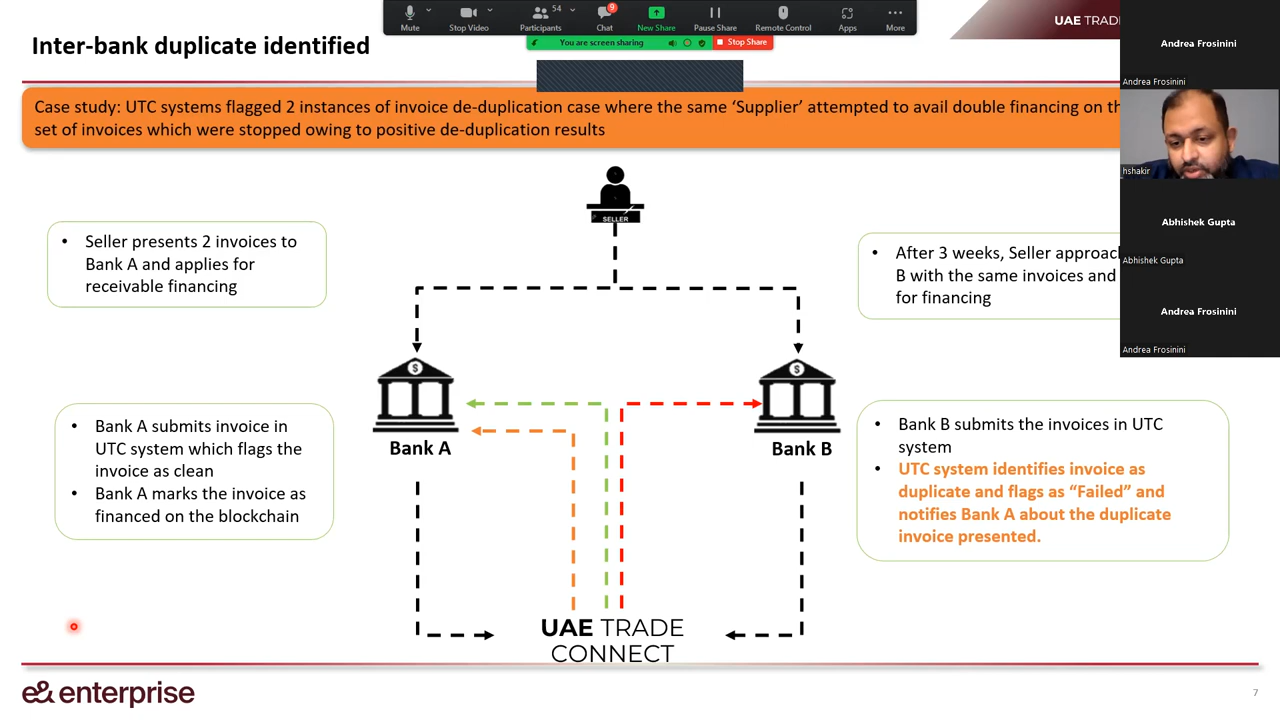 Mute
Stop Video
54
Participants
9
Chat
New Share
Pause Share
Remote Control
Apps
More
You are screen sharing
Stop Share
UAE TRADE
Inter-bank duplicate identified
Case study: UTC systems flagged 2 instances of invoice de-duplication case where the same ‘Supplier’ attempted to avail double financing on th
set of invoices which were stopped owing to positive de-duplication results
Andrea Frosinini
Andrea Frosinini
hshakir
Abhishek Gupta
Abhishek Gupta
Andrea Frosinini
Andrea Frosinini
SELLER
• Seller presents 2 invoices to
Bank A and applies for
receivable financing
• After 3 weeks, Seller approac
B with the same invoices and
for financing
$
$
Bank A
Bank B
• Bank A submits invoice in
UTC system which flags the
invoice as clean
• Bank A marks the invoice as
financed on the blockchain
• Bank B submits the invoices in UTC
system
• UTC system identifies invoice as
duplicate and flags as “Failed” and
notifies Bank A about the duplicate
invoice presented.
UAE TRADE
CONNECT
e& enterprise
7